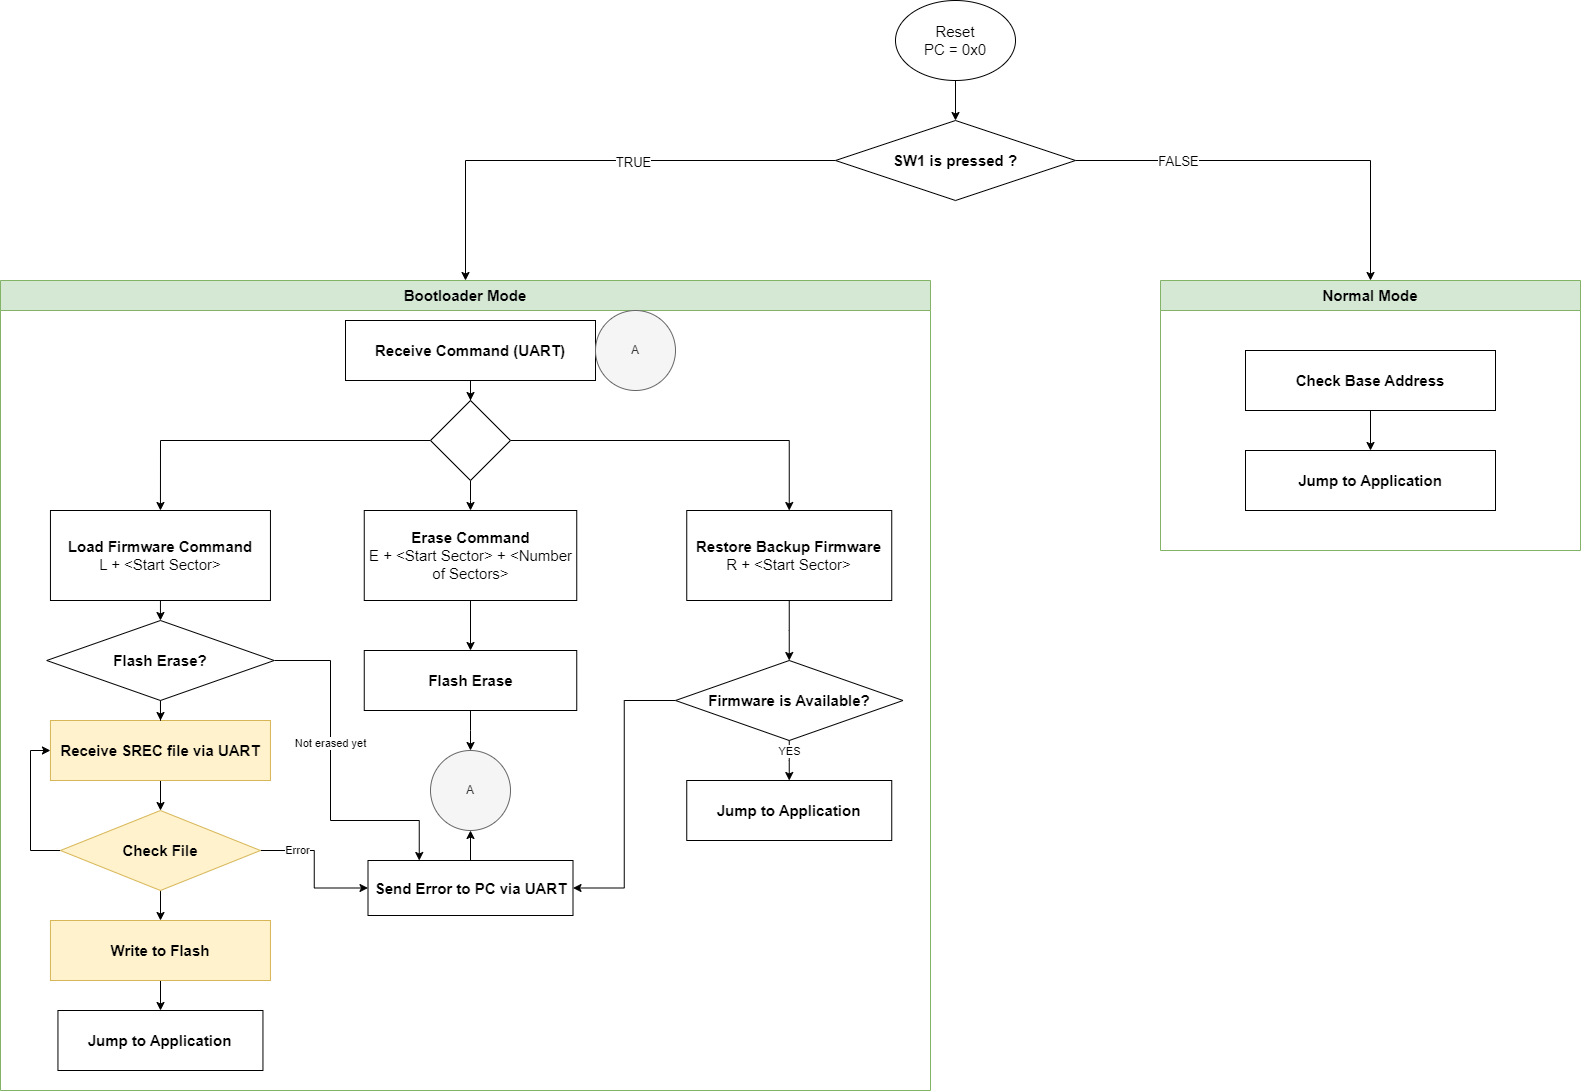 Reset
PC = 0x0
SW1 is pressed ?
TRUE
FALSE
Bootloader Mode
Normal Mode
Receive Command (UART)
A
Check Base Address
Jump to Application
Load Firmware Command
L + <Start Sector>
Erase Command
E + <Start Sector> + <Number
of Sectors>
Restore Backup Firmware
R + <Start Sector>
Flash Erase?
Flash Erase
Firmware is Available?
Not erased yet
Receive SREC file via UART
YES
A
Jump to Application
Check File
Error
Send Error to PC via UART
Write to Flash
Jump to Application